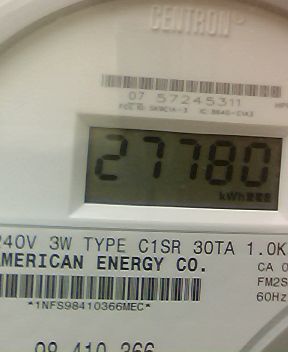 CENTRON®
07 57245311
27780
kWh
240V 3W TYPE C1SR 30TA 1.0K
AMERICAN ENERGY CO.
CA 0
FM2S
60Hz
*1NFS98410366MEC*
98 410 366